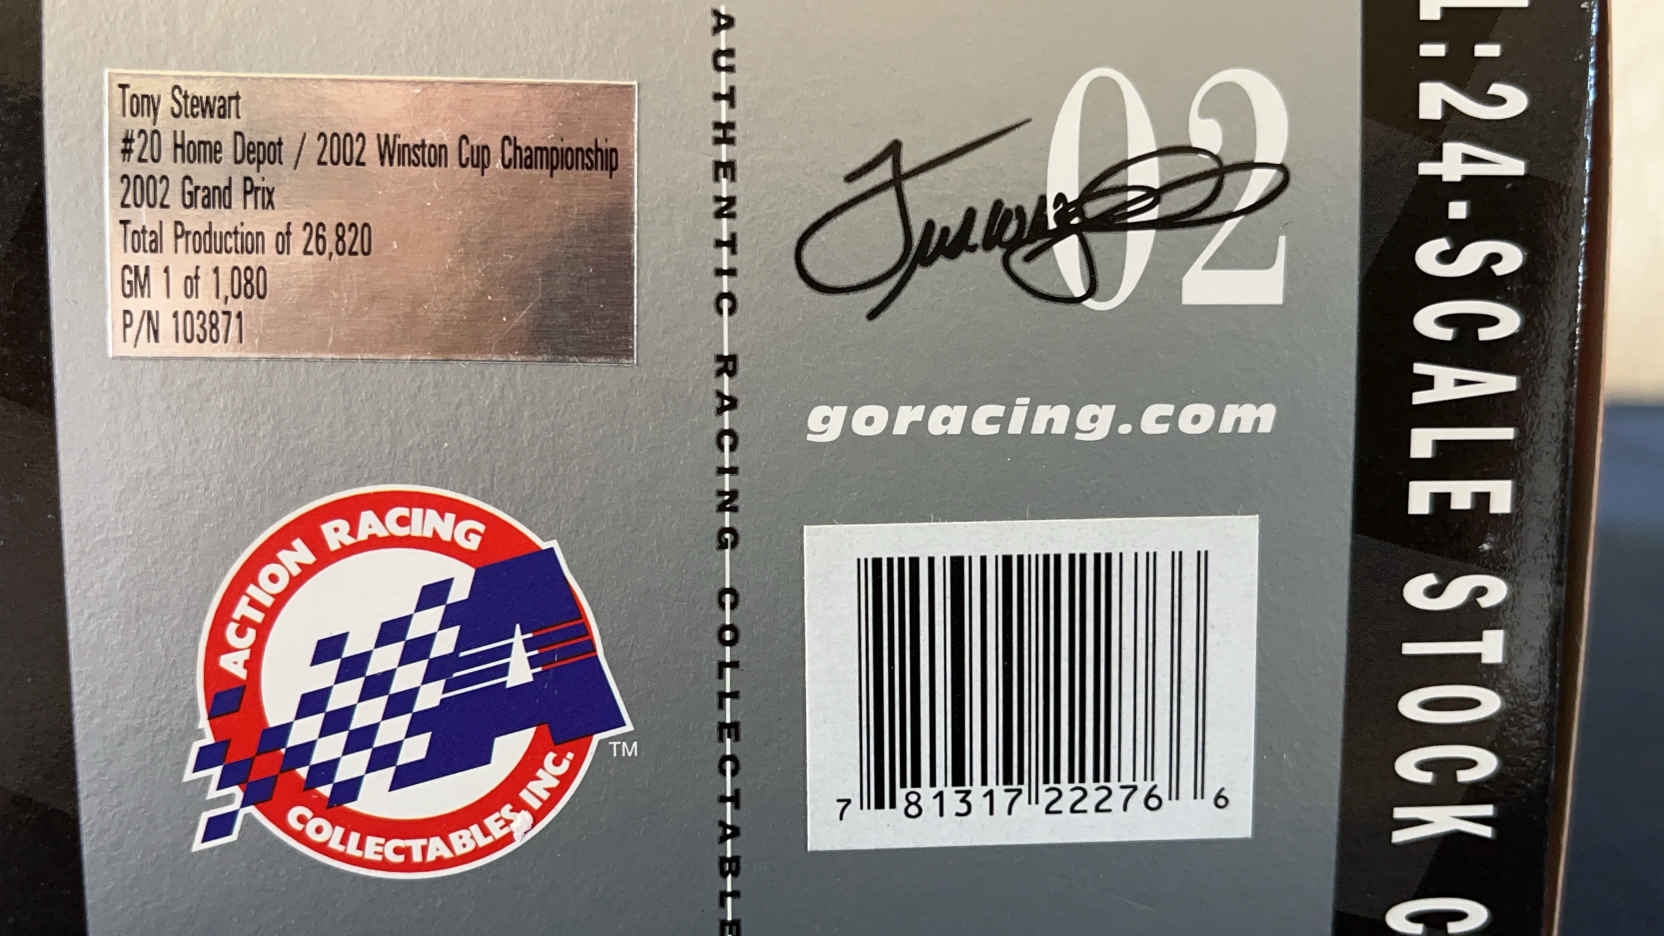 Tony Stewart
#20 Home Depot / 2002 Winston Cup Championship
2002 Grand Prix
Total Production of 26,820
GM 1 of 1,080
P/N 103871
ACTION RACING
COLLECTABLES INC.
TM
AUTHENTIC RACING COLLECTABLE
02
goracing.com
7 81317 22276 6
1:24-SCALE STOCK C